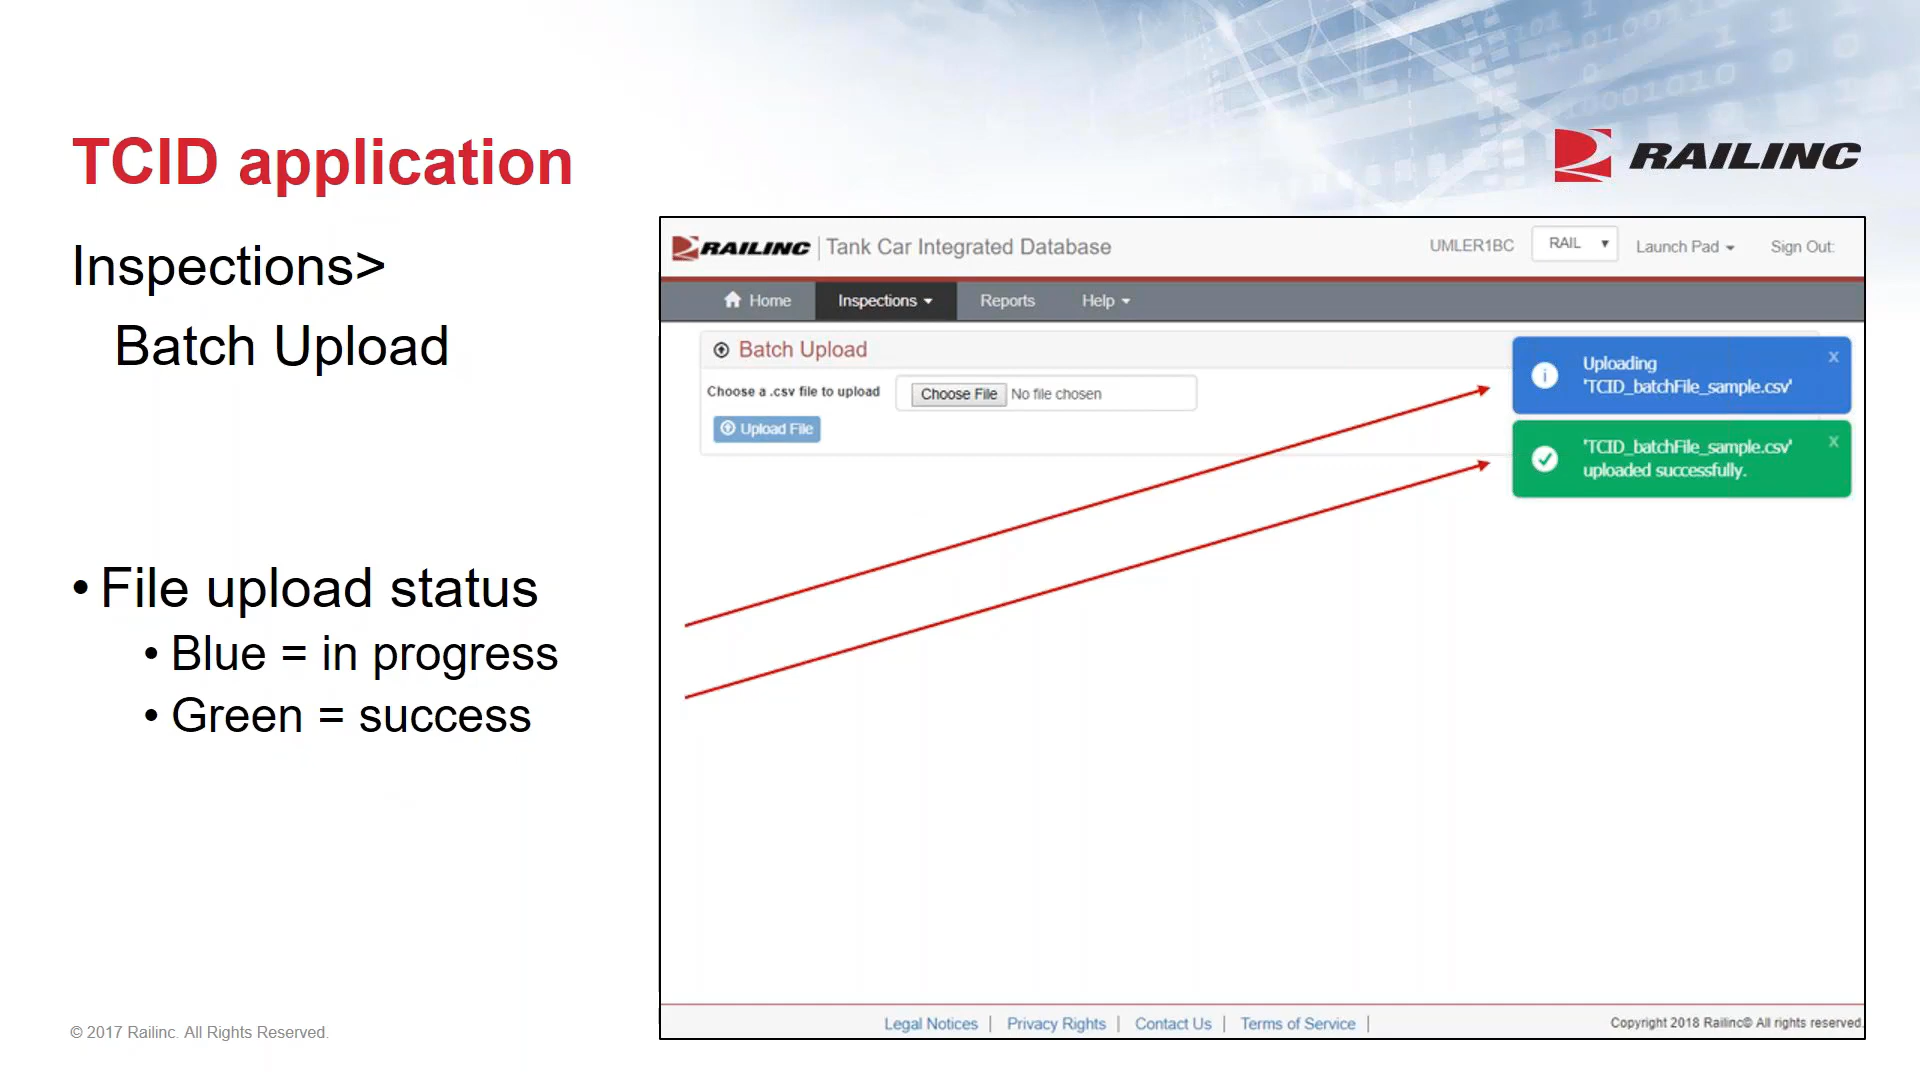 TCID application
RAILINC
Inspections>
Batch Upload
• File upload status
• Blue = in progress
• Green = success
© 2017 Railinc. All Rights Reserved.
RAILINC | Tank Car Integrated Database
UMLER1BC
RAIL
Launch Pad
Sign Out:
Home
Inspections
Reports
Help
Batch Upload
Choose a .csv file to upload
Choose File No file chosen
Upload File
Uploading
'TCID_batchFile_sample.csv'
x
'TCID_batchFile_sample.csv'
uploaded successfully.
x
Legal Notices | Privacy Rights | Contact Us | Terms of Service |
Copyright 2018 Railinc© All rights reserved.